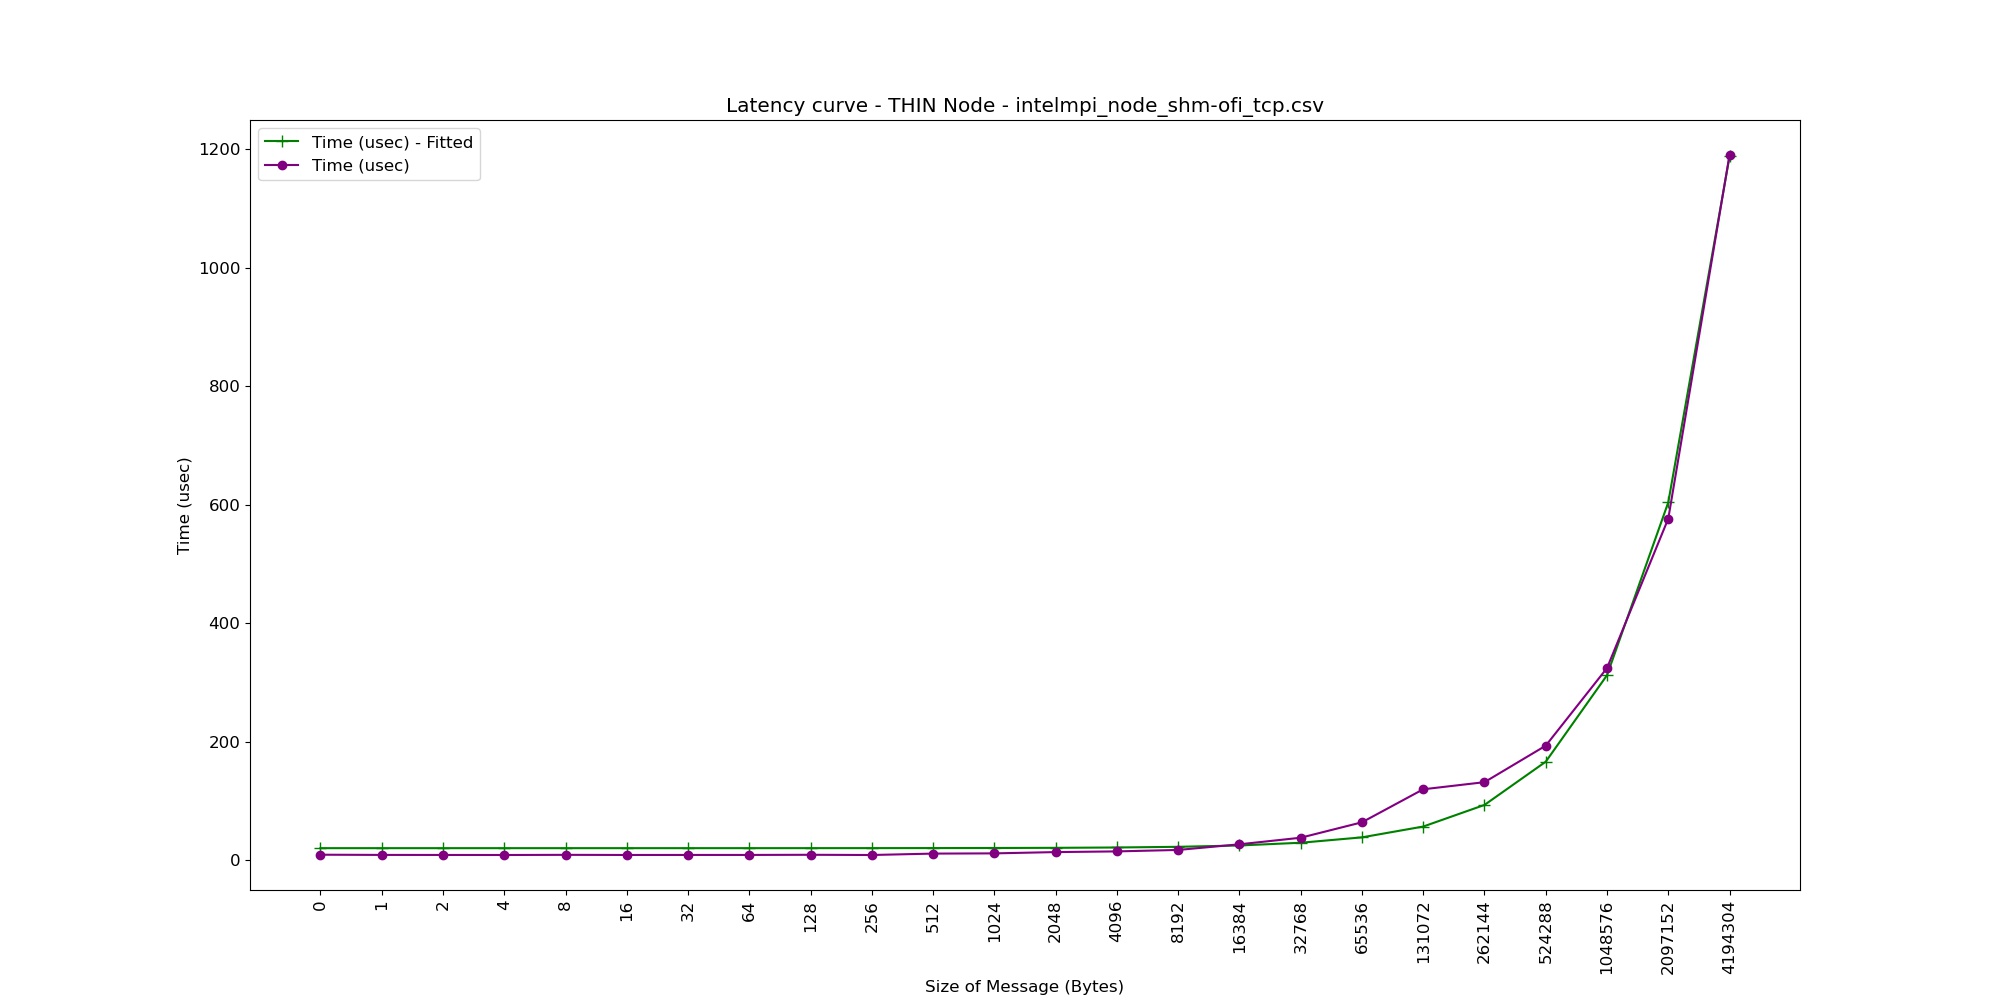 Latency curve - THIN Node - intelmpi_node_shm-ofi_tcp.csv
Time (usec) - Fitted
Time (usec)
1200
1000
800
600
400
200
0
Time (usec)
0 1 2 4 8 16 32 64 128 256 512 1024 2048 4096 8192 16384 32768 65536 131072 262144 524288 1048576 2097152 4194304
Size of Message (Bytes)